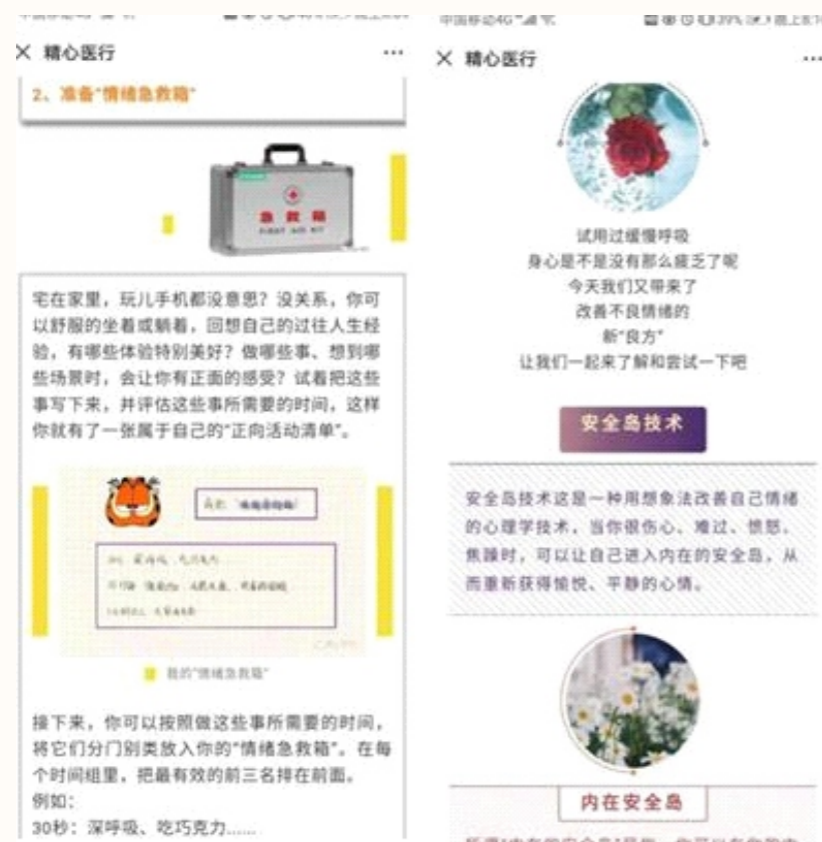 精心医行
2、准备“情绪急救箱”
急救箱
FIRST AID KIT
宅在家里，玩儿手机都没意思？没关系，你可
以舒服的坐着或躺着，回想自己的过往人生经
验，有哪些体验特别美好？做哪些事、想到哪
些场景时，会让你有正面的感受？试着把这些
事写下来，并评估这些事所需要的时间，这样
你就有了一张属于自己的“正向活动清单”。
我的“情绪急救箱”
接下来，你可以按照做这些事所需要的时间，
将它们分门别类放入你的“情绪急救箱”。在每
个时间组里，把最有效的前三名排在前面。
例如：
30秒：深呼吸、吃巧克力……
中国移动4G
39%
精心医行
试用过缓慢呼吸
身心是不是没有那么疲乏了呢
今天我们又带来了
改善不良情绪的
新“良方”
让我们一起来了解和尝试一下吧
安全岛技术
安全岛技术这是一种用想象法改善自己情绪
的心理学技术，当你很伤心、难过、愤怒、
焦躁时，可以让自己进入内在的安全岛，从
而重新获得愉悦、平静的心情。
内在安全岛